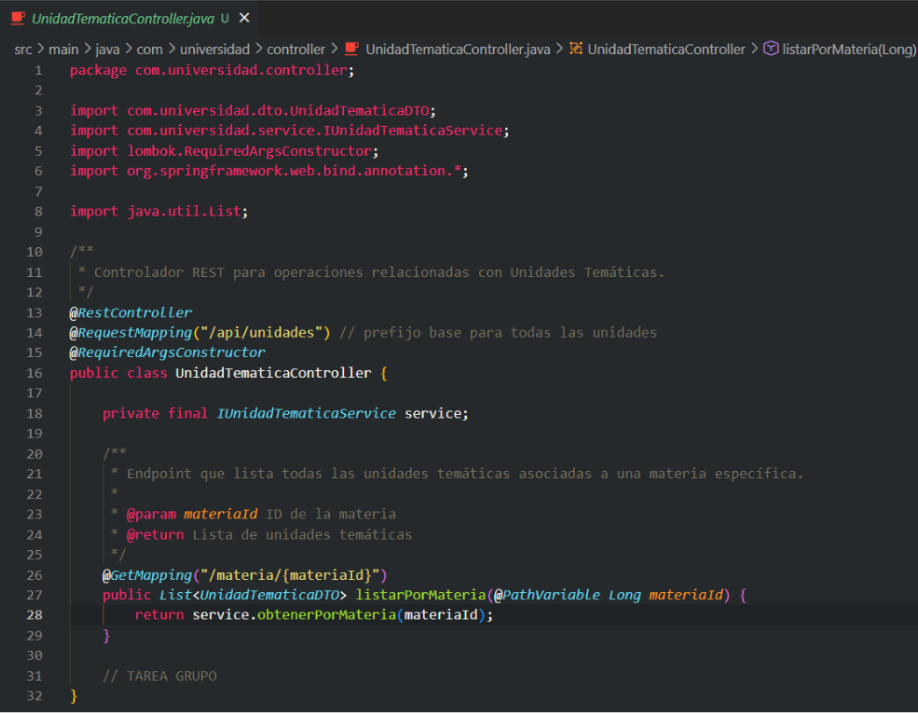 UnidadTematicaController.java U ×
src > main > java > com > universidad > controller > UnidadTematicaController.java > UnidadTematicaController > listarPorMateria(Long)
1 package com.universidad.controller;
2
3 import com.universidad.dto.UnidadTematicaDTO;
4 import com.universidad.service.IUnidadTematicaService;
5 import lombok.RequiredArgsConstructor;
6 import org.springframework.web.bind.annotation.*;
7
8 import java.util.List;
9
10 /**
11  * Controlador REST para operaciones relacionadas con Unidades Temáticas.
12  */
13 @RestController
14 @RequestMapping("/api/unidades") // prefijo base para todas las unidades
15 @RequiredArgsConstructor
16 public class UnidadTematicaController {
17
18     private final IUnidadTematicaService service;
19
20     /**
21      * Endpoint que lista todas las unidades temáticas asociadas a una materia específica.
22      *
23      * @param materiaId ID de la materia
24      * @return Lista de unidades temáticas
25      */
26     @GetMapping("/materia/{materiaId}")
27     public List<UnidadTematicaDTO> listarPorMateria(@PathVariable Long materiaId) {
28         return service.obtenerPorMateria(materiaId);
29     }
30
31     // TAREA GRUPO
32 }